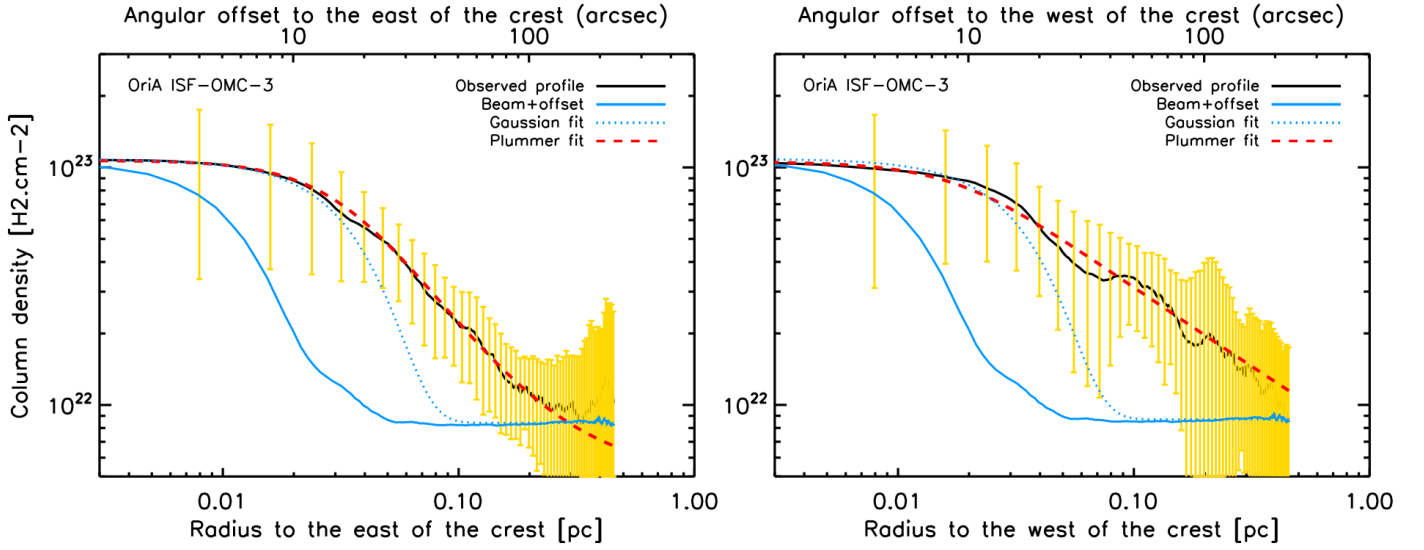 Angular offset to the east of the crest (arcsec)
10 100
OriA ISF-OMC-3
Observed profile
Beam+offset
Gaussian fit
Plummer fit
Column density [H2.cm-2]
10^23
10^22
0.01 0.10 1.00
Radius to the east of the crest [pc]
Angular offset to the west of the crest (arcsec)
10 100
OriA ISF-OMC-3
Observed profile
Beam+offset
Gaussian fit
Plummer fit
10^23
10^22
0.01 0.10 1.00
Radius to the west of the crest [pc]